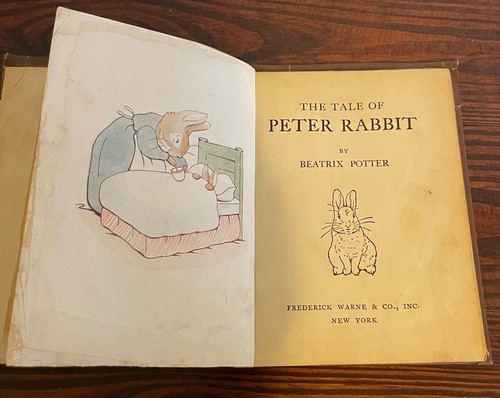 THE TALE OF
PETER RABBIT
BY
BEATRIX POTTER
FREDERICK WARNE & CO., INC.
NEW YORK